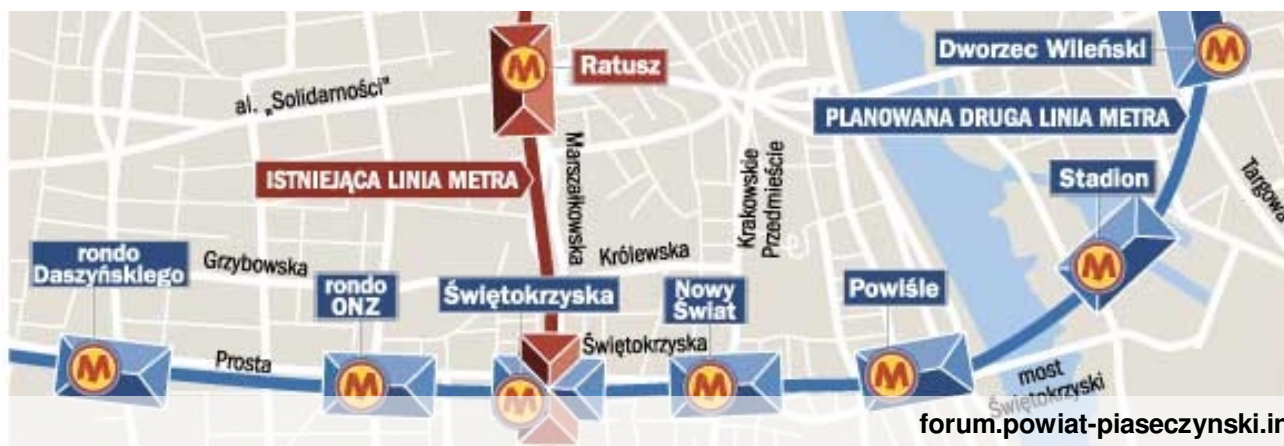 Dworzec Wileński
Ratusz
al. „Solidarności"
PLANOWANA DRUGA LINIA METRA
Marszałkowska
Krakowskie
Przedmieście
ISTNIEJĄCA LINIA METRA
Stadion
Targowa
rondo
Daszyńskiego
Grzybowska
Królewska
rondo
ONZ
Świętokrzyska
Nowy
Świat
Powiśle
Prosta
Świętokrzyska
most
Świętokrzyski
M
M
M
M
M
M
M
M
forum.powiat-piaseczynski.in